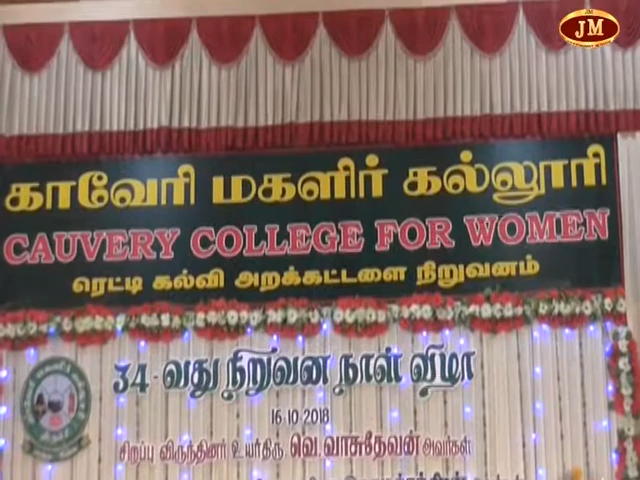 JM
காவேரி மகளிர் கல்லூரி
CAUVERY COLLEGE FOR WOMEN
ரெட்டி கல்வி அறக்கட்டளை நிறுவனம்
34-வது நிறுவன நாள் விழா
16-10-2018
சிறப்பு விருந்தினர் உயர்திரு. வெ. வாசுதேவன் அவர்கள்